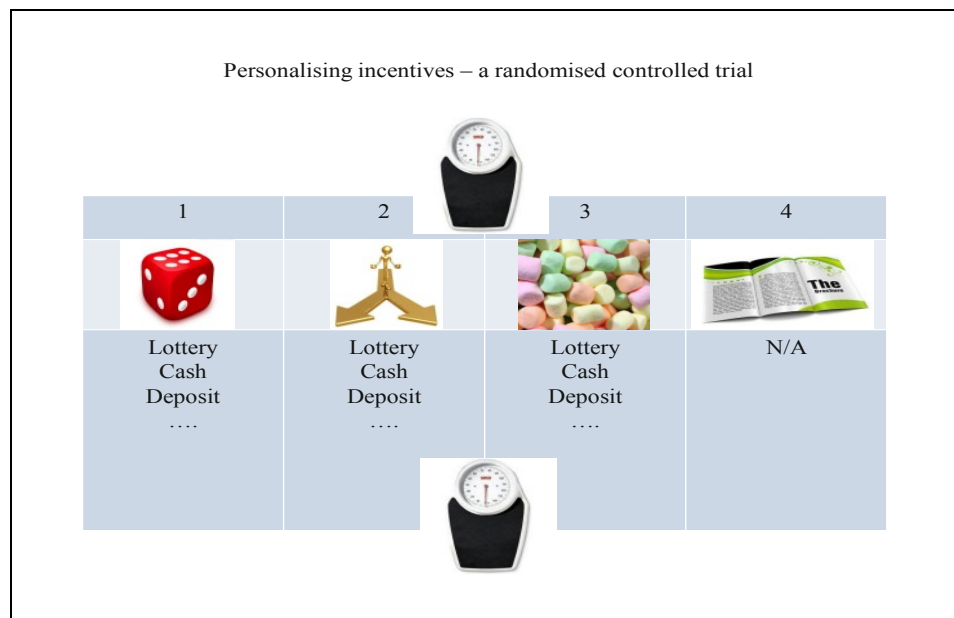 Personalising incentives – a randomised controlled trial
1 2 3 4
The
Lottery Lottery Lottery N/A
Cash Cash Cash
Deposit Deposit Deposit
…. …. ….